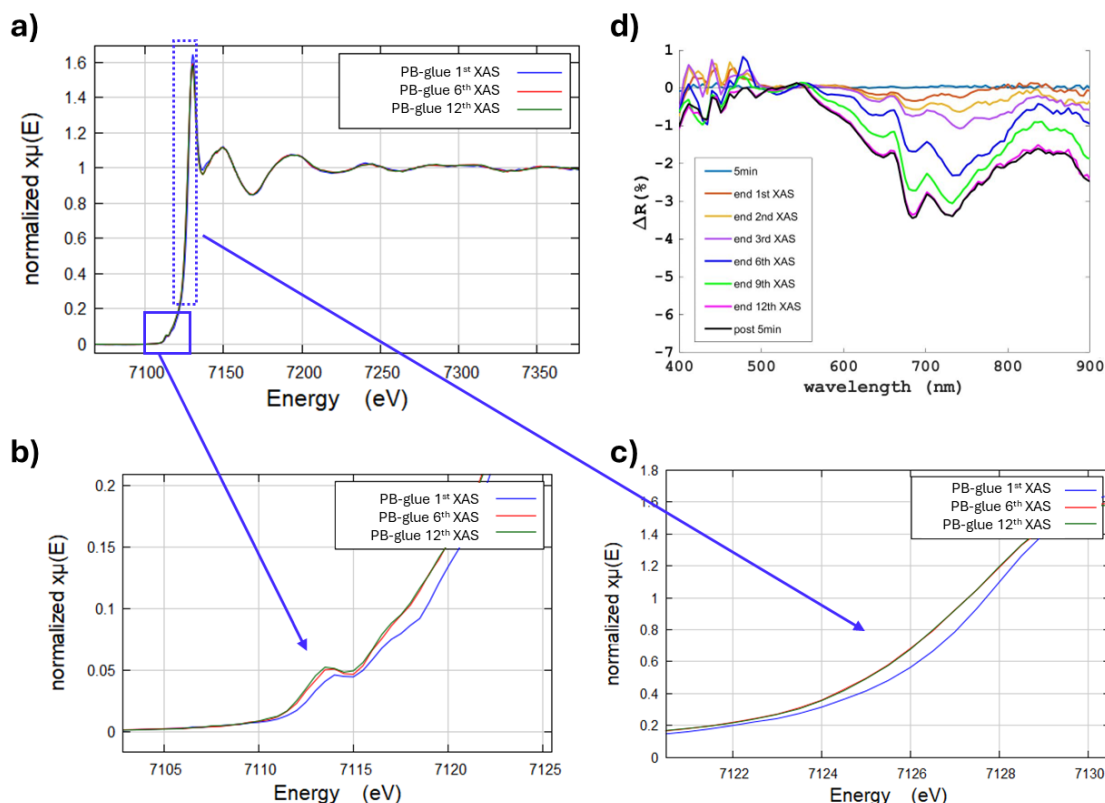 a)
normalized xμ(E)
1.6
1.4
1.2
1
0.8
0.6
0.4
0.2
0
PB-glue 1st XAS
PB-glue 6th XAS
PB-glue 12th XAS
7100 7150 7200 7250 7300 7350
Energy (eV)
d)
ΔR(%)
1
0
-1
-2
-3
-4
-5
-6
-7
5min
end 1st XAS
end 2nd XAS
end 3rd XAS
end 6th XAS
end 9th XAS
end 12th XAS
post 5min
400 500 600 700 800 900
wavelength (nm)
b)
normalized xμ(E)
0.2
0.15
0.1
0.05
0
PB-glue 1st XAS
PB-glue 6th XAS
PB-glue 12th XAS
7105 7110 7115 7120 7125
Energy (eV)
c)
normalized xμ(E)
1.8
1.6
1.4
1.2
1
0.8
0.6
0.4
0.2
0
PB-glue 1st XAS
PB-glue 6th XAS
PB-glue 12th XAS
7122 7124 7126 7128 7130
Energy (eV)